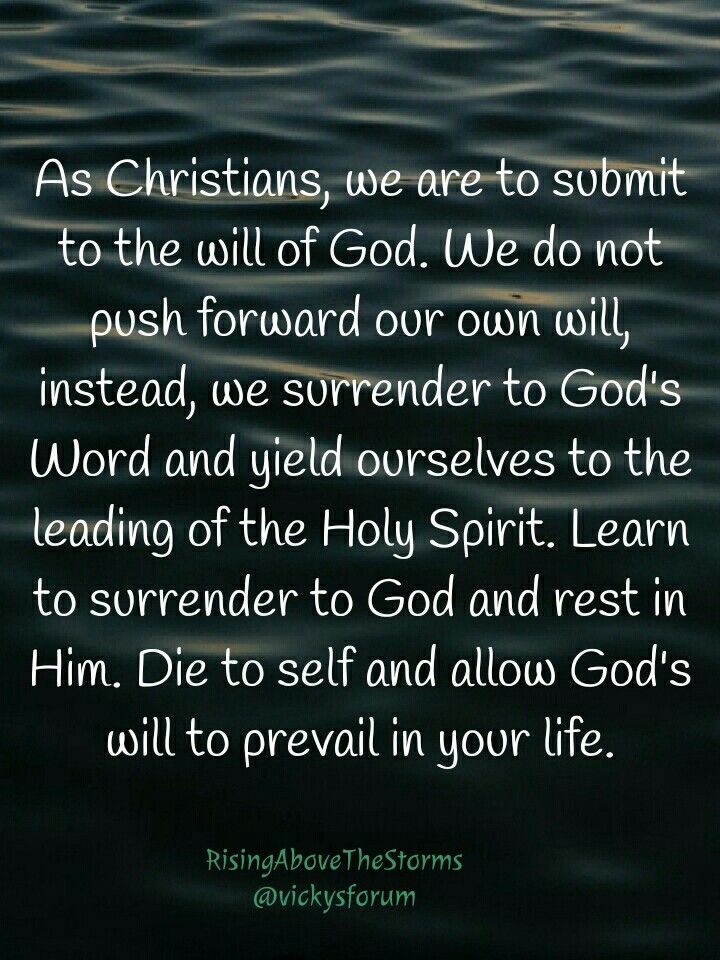 As Christians, we are to submit
to the will of God. We do not
push forward our own will,
instead, we surrender to God's
Word and yield ourselves to the
leading of the Holy Spirit. Learn
to surrender to God and rest in
Him. Die to self and allow God's
will to prevail in your life.
RisingAboveTheStorms
@vickysforum